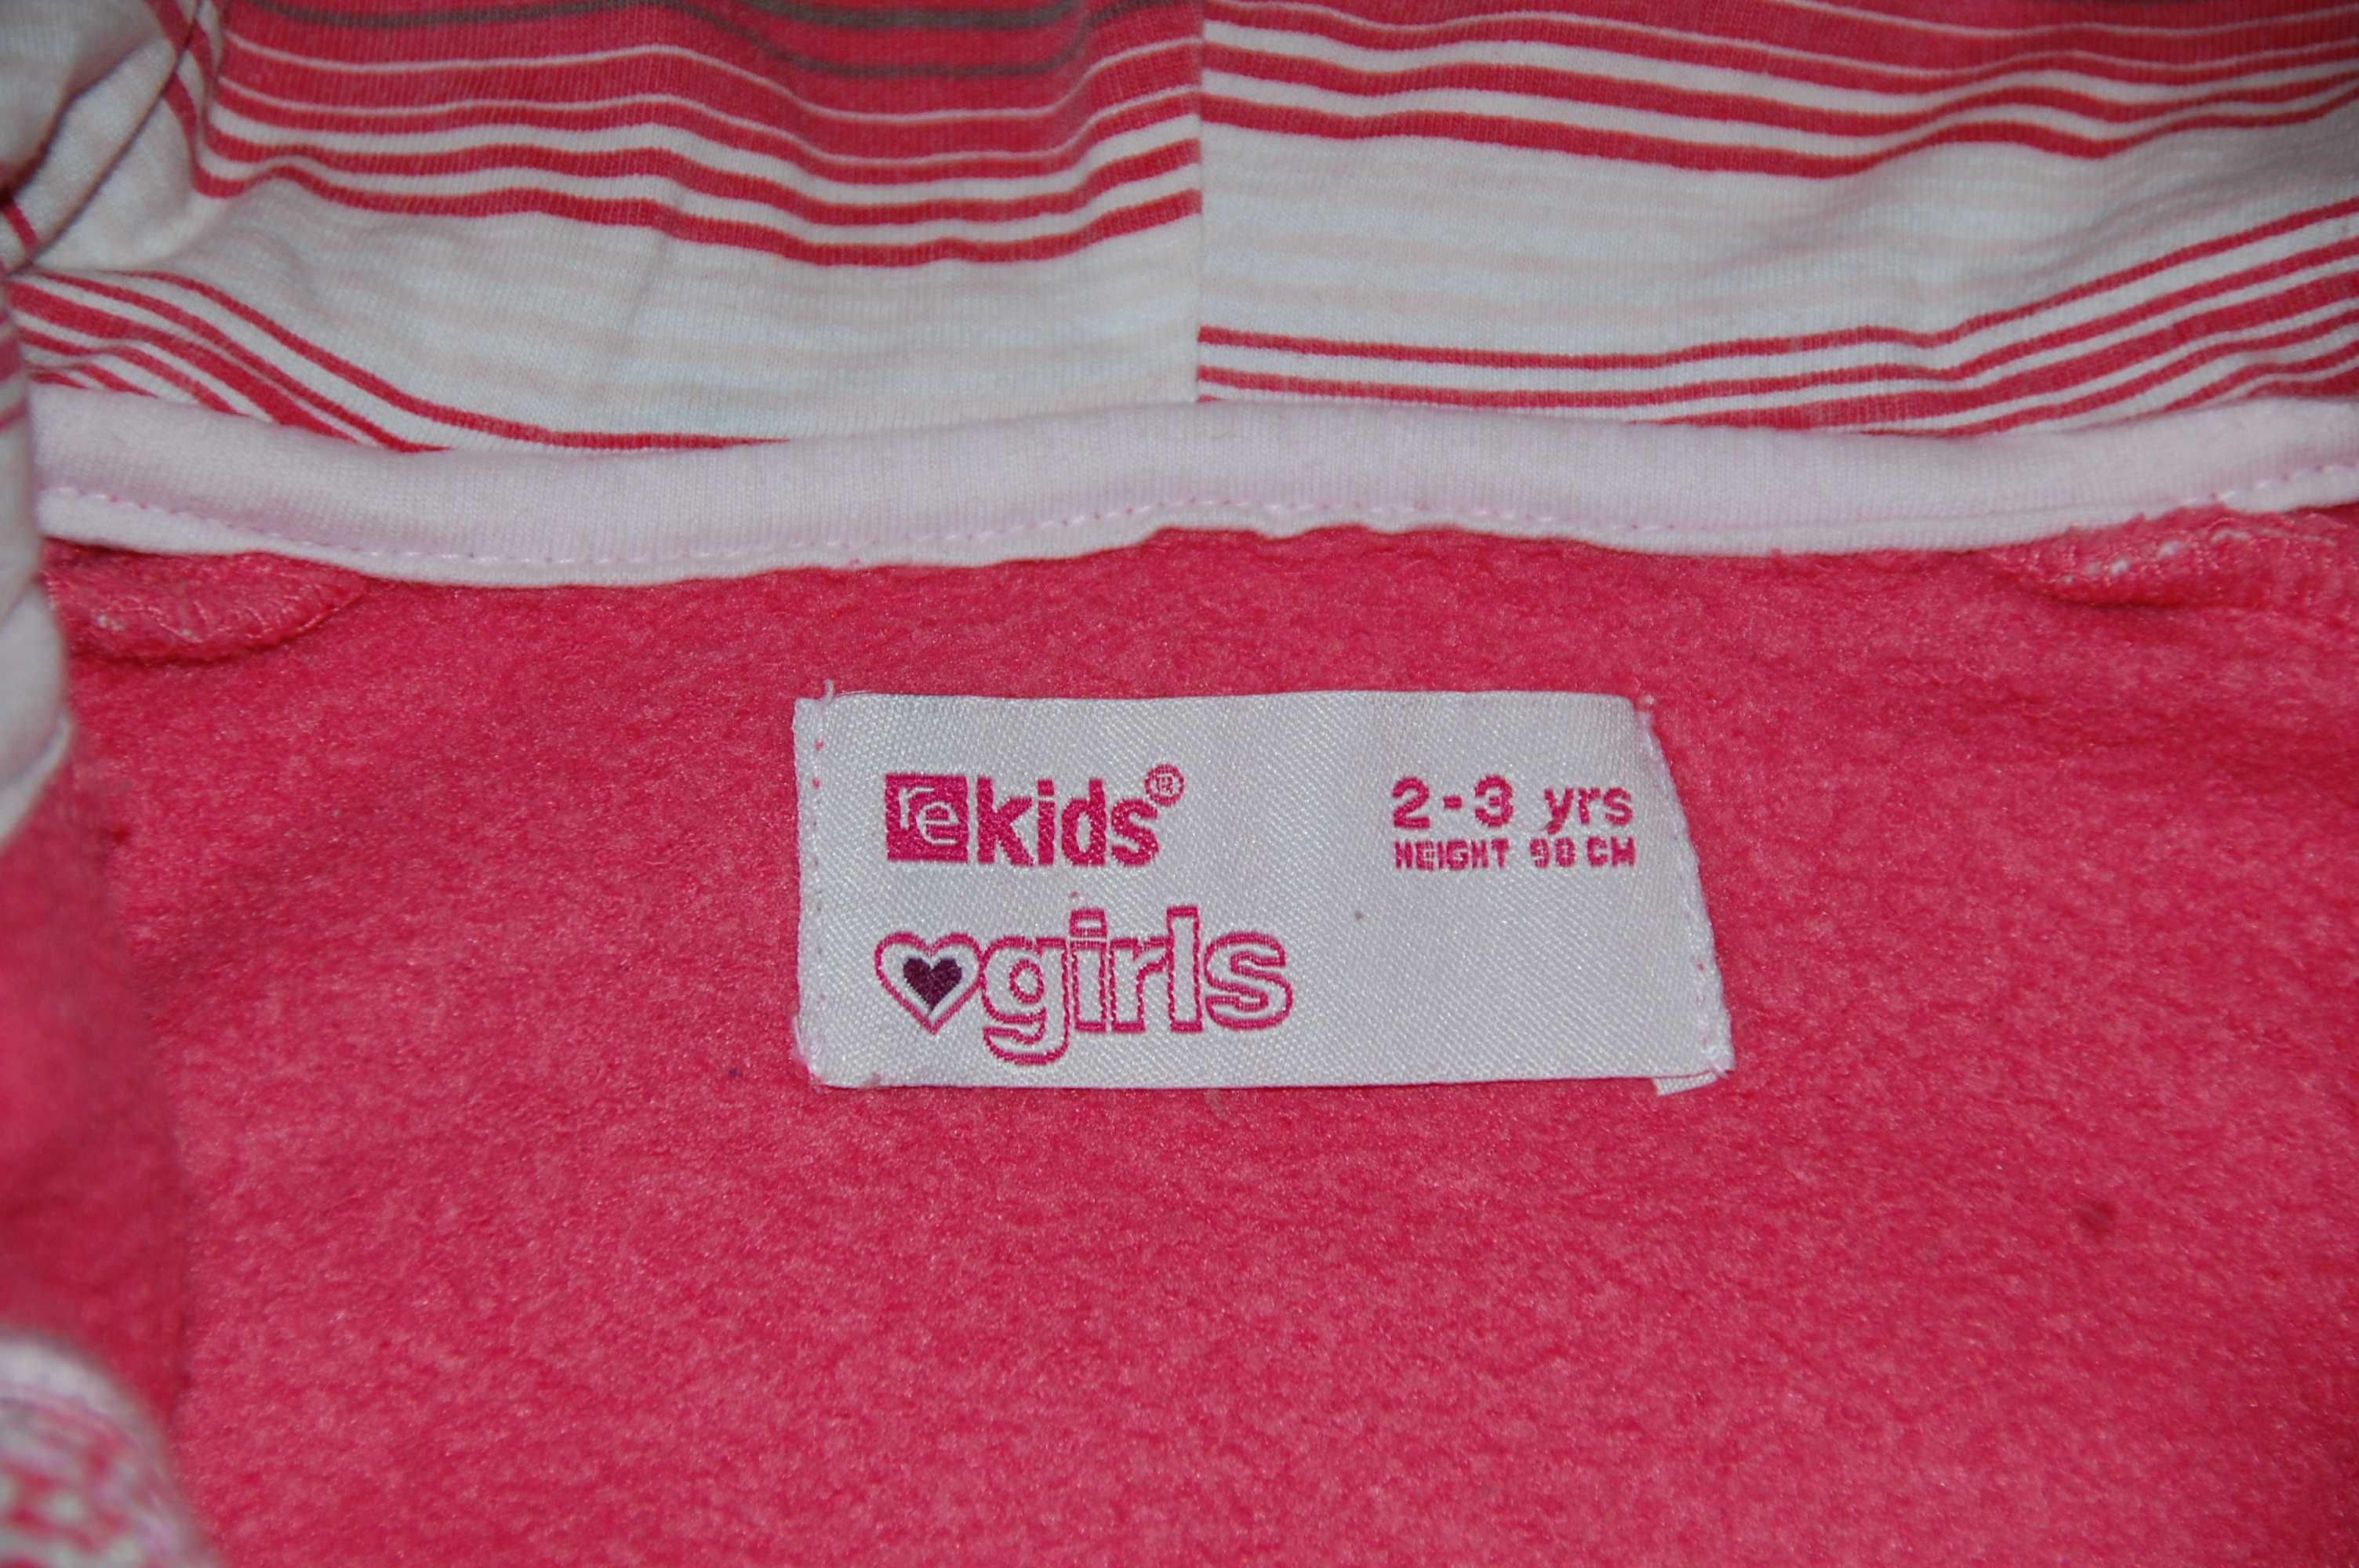 re kids®
2-3 yrs
HEIGHT 98 CM
girls